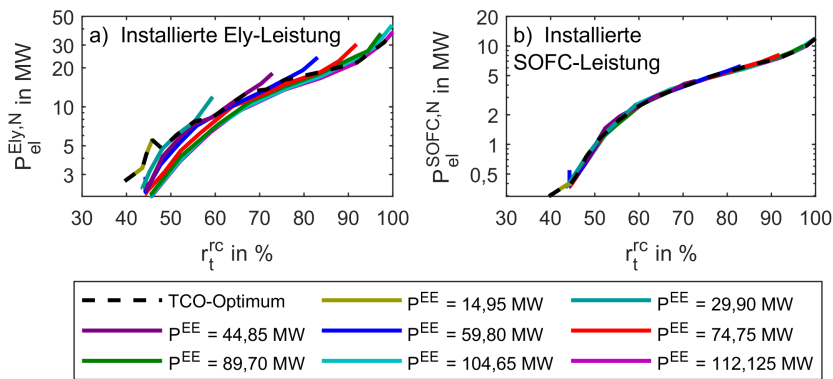 a) Installierte Ely-Leistung
P_el^Ely,N in MW
50
30
20
10
5
3
30 40 50 60 70 80 90 100
r_t^rc in %
b) Installierte
SOFC-Leistung
P_el^SOFC,N in MW
20
10
5
2
1
0,5
30 40 50 60 70 80 90 100
r_t^rc in %
TCO-Optimum
P^EE = 14,95 MW
P^EE = 29,90 MW
P^EE = 44,85 MW
P^EE = 59,80 MW
P^EE = 74,75 MW
P^EE = 89,70 MW
P^EE = 104,65 MW
P^EE = 112,125 MW